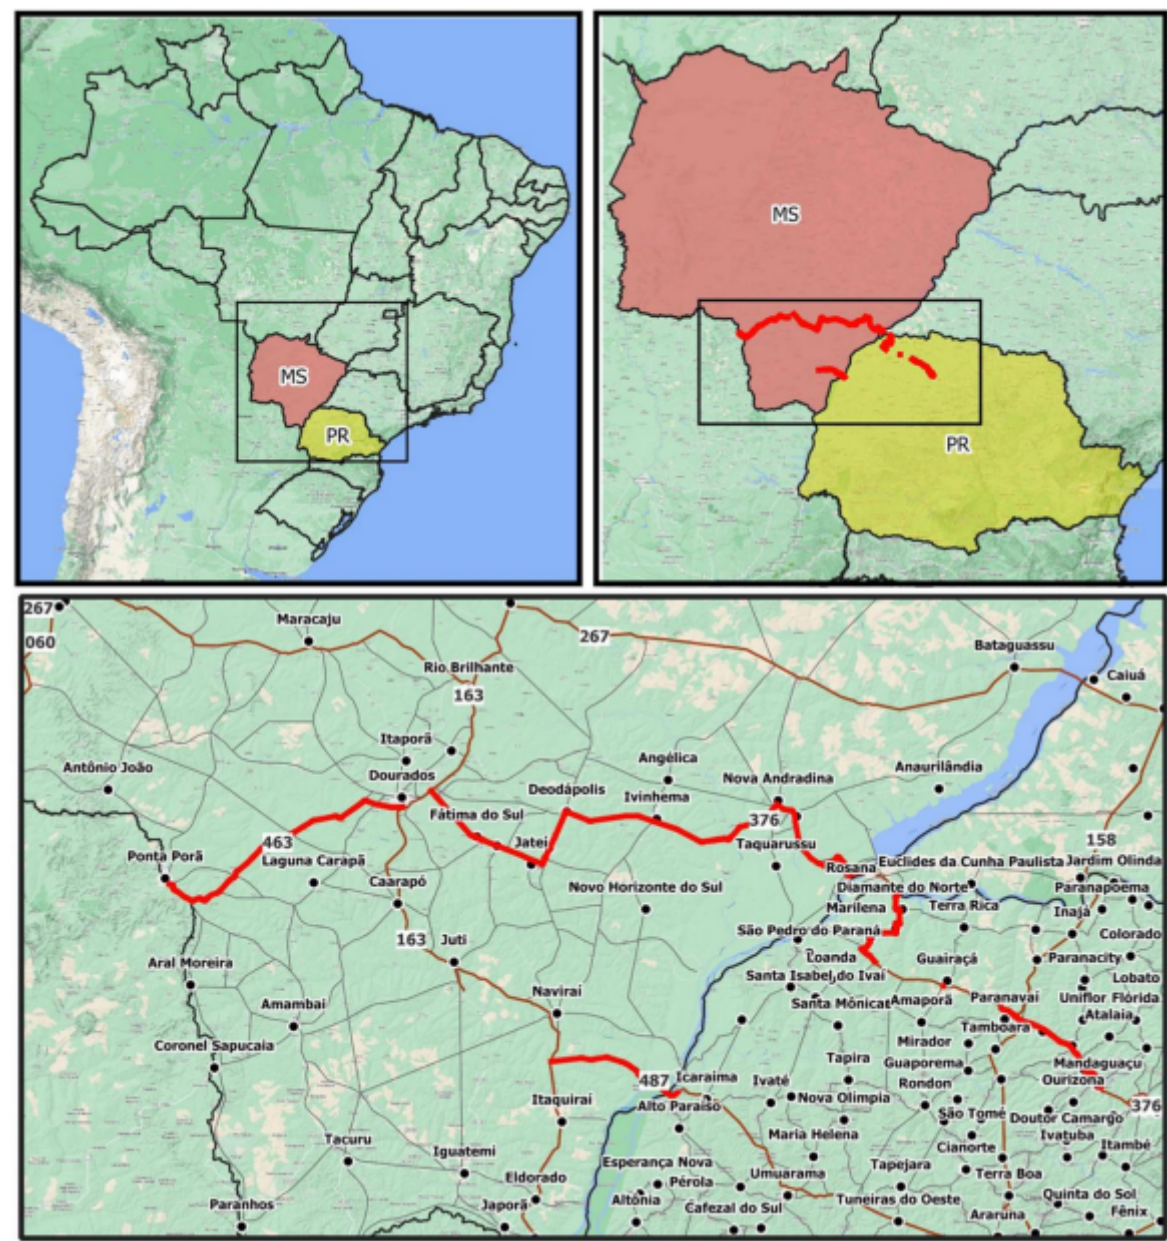 MS
PR
MS
PR
267
060
Maracaju
267
Bataguassu
Rio Brilhante
163
Caiuá
Itaporã
Antônio João
Dourados
Angélica
Nova Andradina
Anaurilândia
Deodápolis
Ivinhema
Fátima do Sul
376
463
Jatei
Taquarussu
158
Ponta Porã
Laguna Carapã
Rosana
Euclides da Cunha Paulista
Jardim Olinda
Caarapó
Novo Horizonte do Sul
Diamante do Norte
Paranapoema
Marilena
Terra Rica
Inajá
163
Juti
São Pedro do Paraná
Colorado
Aral Moreira
Loanda
Guairaçá
Paranacity
Santa Isabel do Ivaí
Lobato
Naviraí
Amambai
Santa Mônica
Amaporã
Paranavaí
Uniflor
Flórida
Atalaia
Tamboara
Coronel Sapucaia
Mirador
Tapira
Guaporema
Mandaguaçu
487
Icaraima
Ivaté
Rondon
Ourizona
Itaquiraí
Nova Olimpia
376
Alto Paraíso
São Tomé
Doutor Camargo
Maria Helena
Ivatuba
Tacuru
Cianorte
Itambé
Iguatemi
Esperança Nova
Tapejara
Eldorado
Pérola
Umuarama
Terra Boa
Paranhos
Altônia
Tuneiras do Oeste
Quinta do Sol
Japorã
Cafezal do Sul
Araruna
Fênix